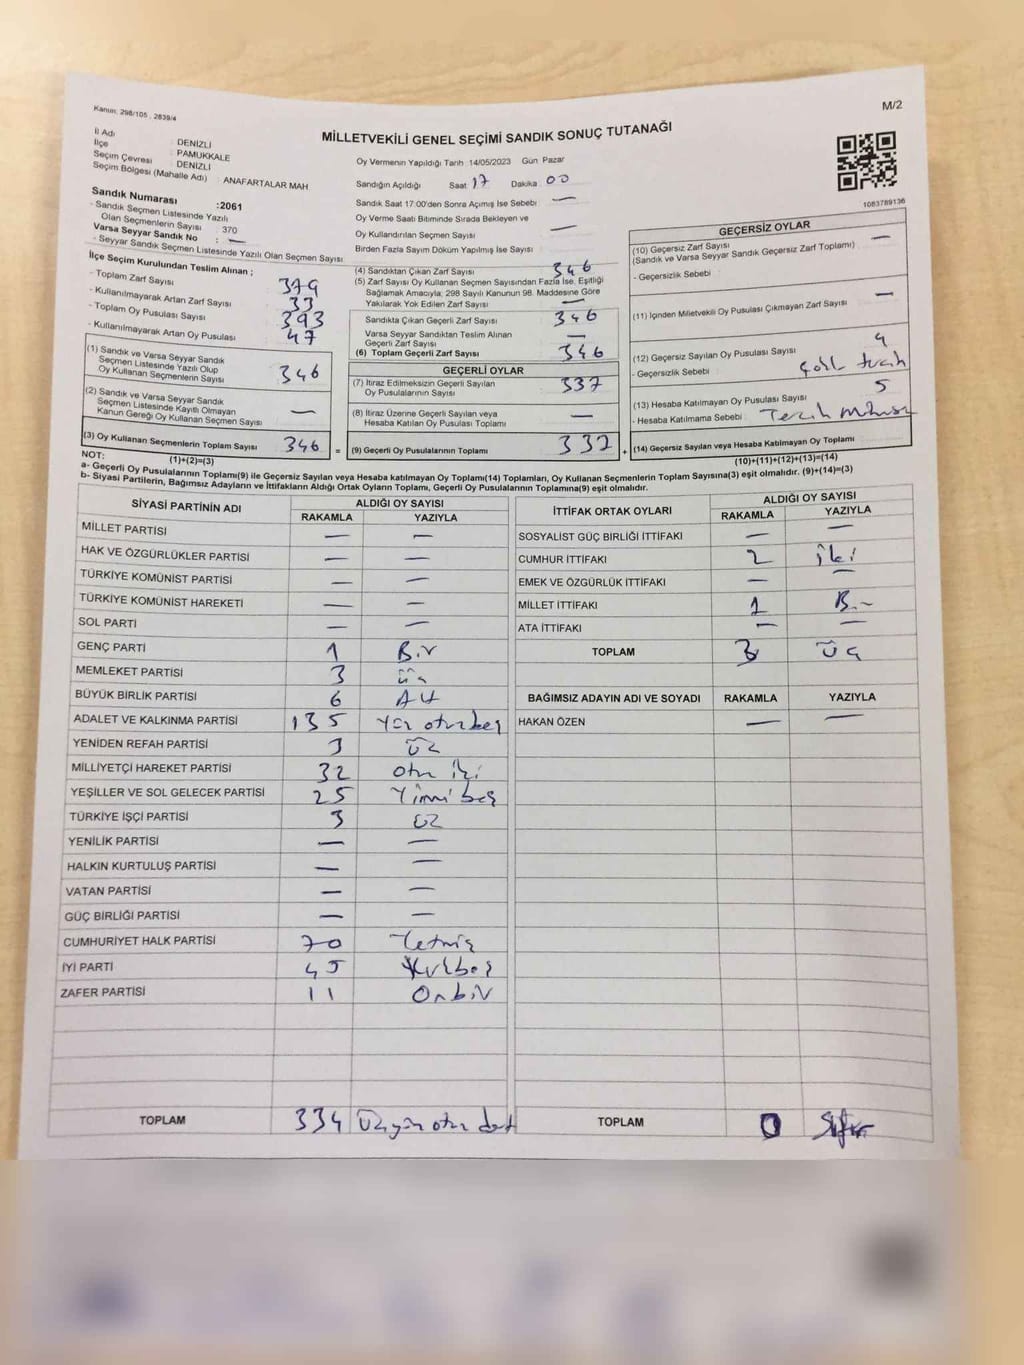 Kanun: 298/105 , 2839/4
M/2
MİLLETVEKİLİ GENEL SEÇİMİ SANDIK SONUÇ TUTANAĞI
İl Adı : DENİZLİ
İlçe : PAMUKKALE
Seçim Çevresi : DENİZLİ
Seçim Bölgesi (Mahalle Adı) : ANAFARTALAR MAH
Sandık Numarası :2061
- Sandık Seçmen Listesinde Yazılı
Olan Seçmenlerin Sayısı : 370
Varsa Seyyar Sandık No : —
- Seyyar Sandık Seçmen Listesinde Yazılı Olan Seçmen Sayısı:
Oy Vermenin Yapıldığı Tarih 14/05/2023 Gün Pazar
Sandığın Açıldığı Saat 17 Dakika 00
Sandık Saat 17:00'den Sonra Açımış İse Sebebi : —
Oy Verme Saati Bitiminde Sırada Bekleyen ve
Oy Kullandırılan Seçmen Sayısı —
Birden Fazla Sayım Döküm Yapılmış İse Sayısı
1083789136
İlçe Seçim Kurulundan Teslim Alınan ;
- Toplam Zarf Sayısı 379
- Kullanılmayarak Artan Zarf Sayısı 33
- Toplam Oy Pusulası Sayısı 393
- Kullanılmayarak Artan Oy Pusulası 47
(1) Sandık ve Varsa Seyyar Sandık
Seçmen Listesinde Yazılı Olup
Oy Kullanan Seçmenlerin Sayısı 346
(2) Sandık ve Varsa Seyyar Sandık
Seçmen Listesinde Kayıtlı Olmayan
Kanun Gereği Oy Kullanan Seçmen Sayısı —
(3) Oy Kullanan Seçmenlerin Toplam Sayısı 346
(1)+(2)=(3)
(4) Sandıktan Çıkan Zarf Sayısı 346
(5) Zarf Sayısı Oy Kullanan Seçmen Sayısından Fazla İse, Eşitliği
Sağlamak Amacıyla; 298 Sayılı Kanunun 98. Maddesine Göre
Yakılarak Yok Edilen Zarf Sayısı —
Sandıkta Çıkan Geçerli Zarf Sayısı 346
Varsa Seyyar Sandıktan Teslim Alınan
Geçerli Zarf Sayısı —
(6) Toplam Geçerli Zarf Sayısı 346
GEÇERLİ OYLAR
(7) İtiraz Edilmeksizin Geçerli Sayılan
Oy Pusulalarının Sayısı 337
(8) İtiraz Üzerine Geçerli Sayılan veya
Hesaba Katılan Oy Pusulası Toplamı —
= (9) Geçerli Oy Pusulalarının Toplamı 337 +
GEÇERSİZ OYLAR
(10) Geçersiz Zarf Sayısı —
(Sandık ve Varsa Seyyar Sandık Geçersiz Zarf Toplamı)
- Geçersizlik Sebebi
(11) İçinden Milletvekili Oy Pusulası Çıkmayan Zarf Sayısı —
(12) Geçersiz Sayılan Oy Pusulası Sayısı 4
- Geçersizlik Sebebi :
(13) Hesaba Katılmayan Oy Pusulası Sayısı 5
- Hesaba Katılmama Sebebi :
(14) Geçersiz Sayılan veya Hesaba Katılmayan Oy Toplamı
(10)+(11)+(12)+(13)=(14)
NOT:
a- Geçerli Oy Pusulalarının Toplamı(9) ile Geçersiz Sayılan veya Hesaba Katılmayan Oy Toplamı(14) Toplamları, Oy Kullanan Seçmenlerin Toplam Sayısına(3) eşit olmalıdır. (9)+(14)=(3)
b- Siyasi Partilerin, Bağımsız Adayların ve İttifakların Aldığı Ortak Oyların Toplamı, Geçerli Oy Pusulalarının Toplamına(9) eşit olmalıdır.
SİYASİ PARTİNİN ADI ALDIĞI OY SAYISI
RAKAMLA YAZIYLA
MİLLET PARTİSİ — —
HAK VE ÖZGÜRLÜKLER PARTİSİ — —
TÜRKİYE KOMÜNİST PARTİSİ — —
TÜRKİYE KOMÜNİST HAREKETİ — —
SOL PARTİ — —
GENÇ PARTİ 1 Bir
MEMLEKET PARTİSİ 3 üç
BÜYÜK BİRLİK PARTİSİ 6 Altı
ADALET VE KALKINMA PARTİSİ 135 Yüz otuz beş
YENİDEN REFAH PARTİSİ 3 Üç
MİLLİYETÇİ HAREKET PARTİSİ 32 otuz iki
YEŞİLLER VE SOL GELECEK PARTİSİ 25 Yirmi beş
TÜRKİYE İŞÇİ PARTİSİ 3 Üç
YENİLİK PARTİSİ — —
HALKIN KURTULUŞ PARTİSİ — —
VATAN PARTİSİ — —
GÜÇ BİRLİĞİ PARTİSİ — —
CUMHURİYET HALK PARTİSİ 70 Yetmiş
İYİ PARTİ 45 Kırkbeş
ZAFER PARTİSİ 11 Onbir
TOPLAM 334 Üçyüz otuz dört
İTTİFAK ORTAK OYLARI ALDIĞI OY SAYISI
RAKAMLA YAZIYLA
SOSYALİST GÜÇ BİRLİĞİ İTTİFAKI — —
CUMHUR İTTİFAKI 2 iki
EMEK VE ÖZGÜRLÜK İTTİFAKI — —
MİLLET İTTİFAKI 1 Bir
ATA İTTİFAKI — —
TOPLAM 3 Üç
BAĞIMSIZ ADAYIN ADI VE SOYADI RAKAMLA YAZIYLA
HAKAN ÖZEN — —
TOPLAM 0 Sıfır